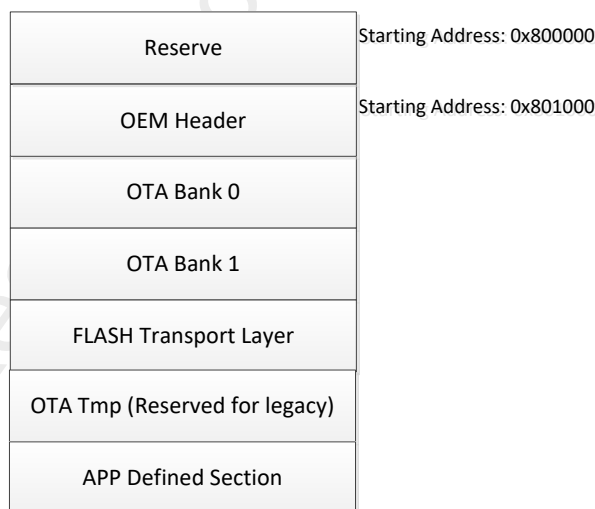 Reserve
Starting Address: 0x800000
OEM Header
Starting Address: 0x801000
OTA Bank 0
OTA Bank 1
FLASH Transport Layer
OTA Tmp (Reserved for legacy)
APP Defined Section